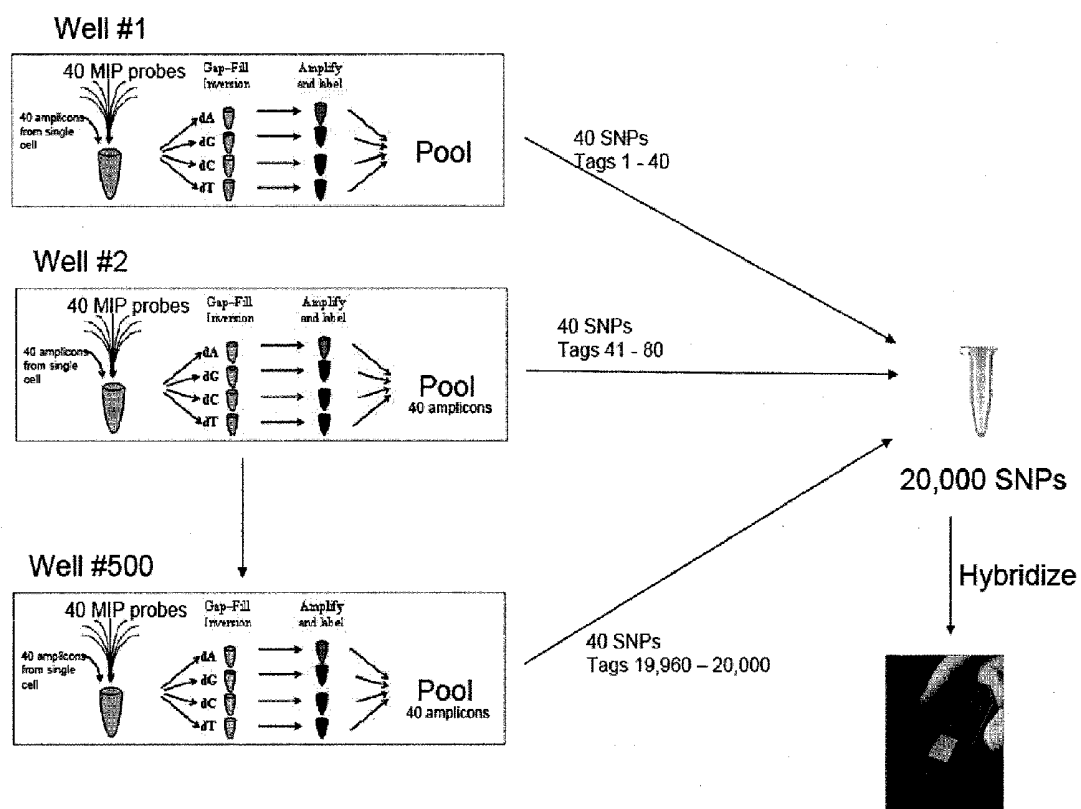 Well #1
40 MIP probes
Gap-Fill
Inversion
Amplify
and label
40 amplicons
from single
cell
dA
dG
dC
dT
Pool
40 SNPs
Tags 1 - 40
Well #2
40 MIP probes
Gap-Fill
Inversion
Amplify
and label
40 amplicons
from single
cell
dA
dG
dC
dT
Pool
40 amplicons
40 SNPs
Tags 41 - 80
20,000 SNPs
Hybridize
Well #500
40 MIP probes
Gap-Fill
Inversion
Amplify
and label
40 amplicons
from single
cell
dA
dG
dC
dT
Pool
40 amplicons
40 SNPs
Tags 19,960 – 20,000